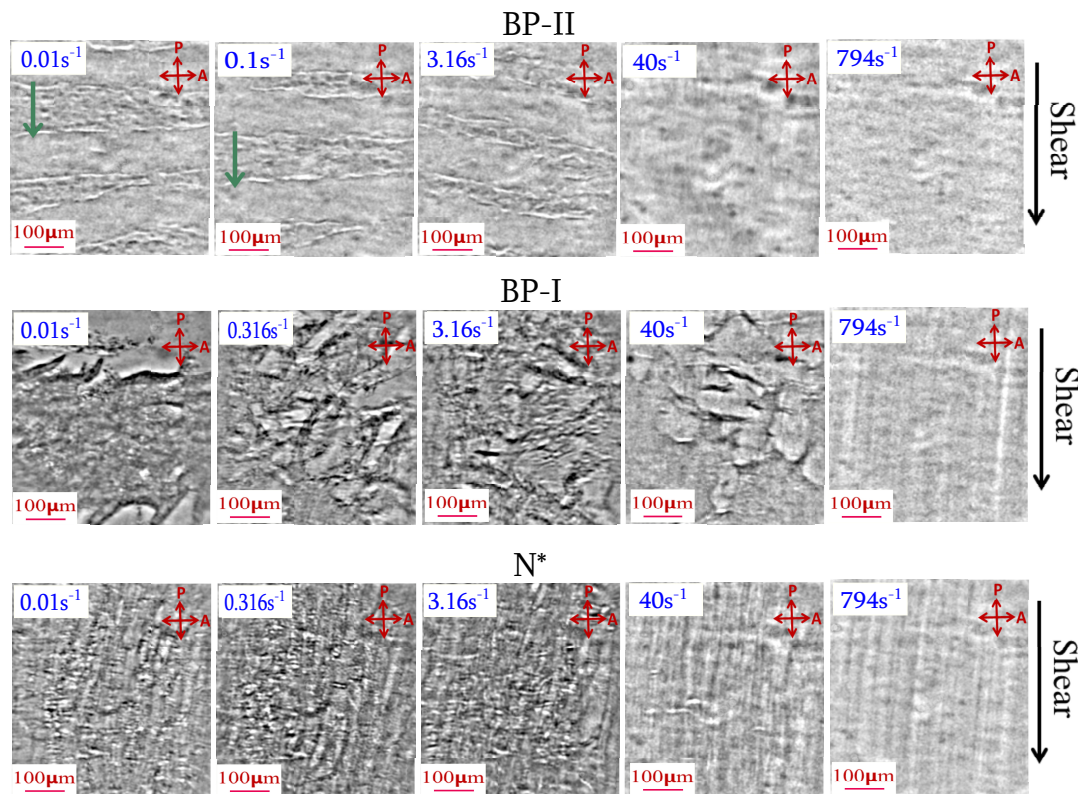 BP-II
0.01s⁻¹ P A 0.1s⁻¹ P A 3.16s⁻¹ P A 40s⁻¹ P A 794s⁻¹ P A
Shear
100µm 100µm 100µm 100µm 100µm
BP-I
0.01s⁻¹ P A 0.316s⁻¹ P A 3.16s⁻¹ P A 40s⁻¹ P A 794s⁻¹ P A
Shear
100µm 100µm 100µm 100µm 100µm
N*
0.01s⁻¹ P A 0.316s⁻¹ P A 3.16s⁻¹ P A 40s⁻¹ P A 794s⁻¹ P A
Shear
100µm 100µm 100µm 100µm 100µm